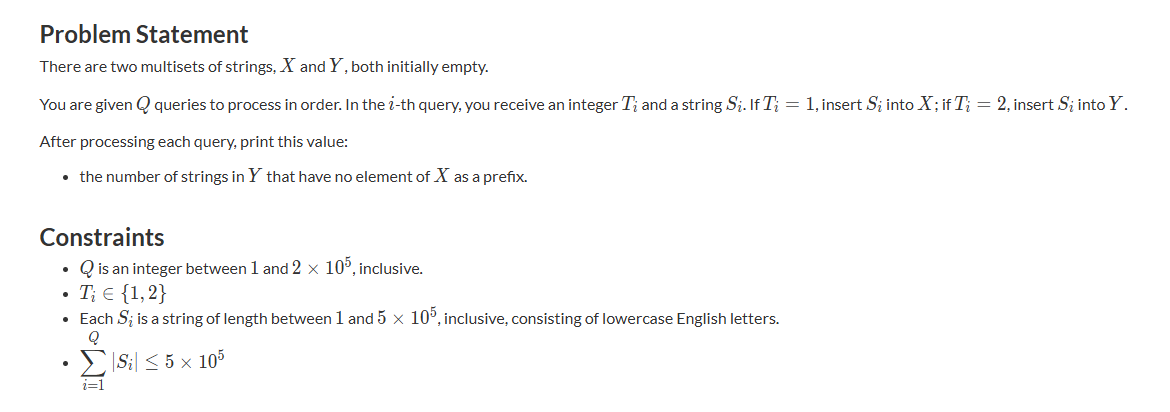 Problem Statement
There are two multisets of strings, X and Y, both initially empty.
You are given Q queries to process in order. In the i-th query, you receive an integer T_i and a string S_i. If T_i = 1, insert S_i into X; if T_i = 2, insert S_i into Y.
After processing each query, print this value:
• the number of strings in Y that have no element of X as a prefix.
Constraints
• Q is an integer between 1 and 2 × 10^5, inclusive.
• T_i ∈ {1, 2}
• Each S_i is a string of length between 1 and 5 × 10^5, inclusive, consisting of lowercase English letters.
• \sum_{i=1}^{Q} |S_i| ≤ 5 × 10^5